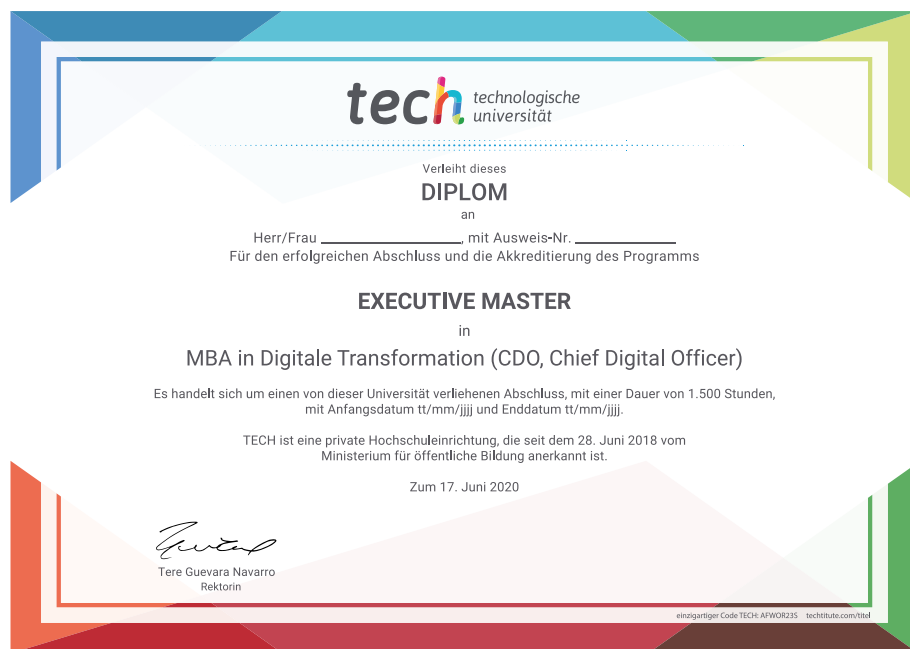 tech technologische
universität
Verleiht dieses
DIPLOM
an
Herr/Frau ____________________, mit Ausweis-Nr. ______________
Für den erfolgreichen Abschluss und die Akkreditierung des Programms
EXECUTIVE MASTER
in
MBA in Digitale Transformation (CDO, Chief Digital Officer)
Es handelt sich um einen von dieser Universität verliehenen Abschluss, mit einer Dauer von 1.500 Stunden,
mit Anfangsdatum tt/mm/jjjj und Enddatum tt/mm/jjjj.
TECH ist eine private Hochschuleinrichtung, die seit dem 28. Juni 2018 vom
Ministerium für öffentliche Bildung anerkannt ist.
Zum 17. Juni 2020
Tere Guevara Navarro
Rektorin
einzigartiger Code TECH: AFWOR23S techtitute.com/titel